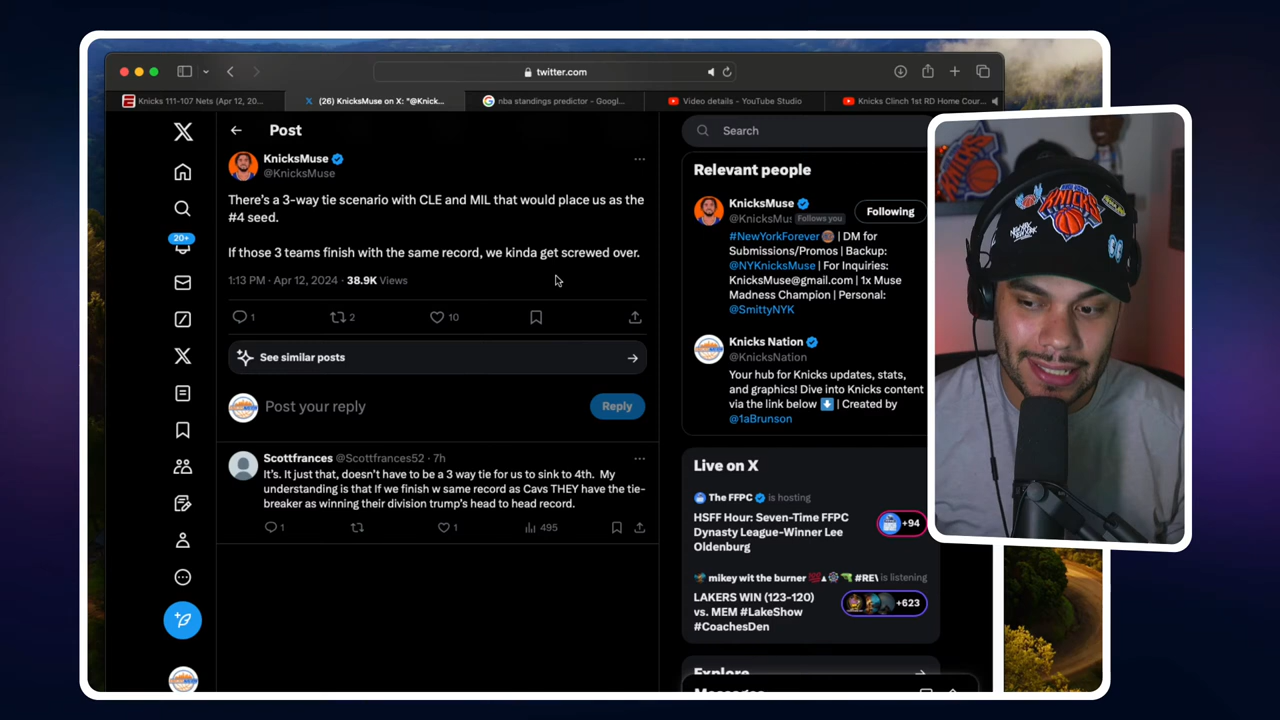 twitter.com
Knicks 111-107 Nets (Apr 12, 20...
(26) KnicksMuse on X: "@Knick...
nba standings predictor - Googl...
Video details - YouTube Studio
Knicks Clinch 1st RD Home Cour...
Post
KnicksMuse
@KnicksMuse
There's a 3-way tie scenario with CLE and MIL that would place us as the
#4 seed.
If those 3 teams finish with the same record, we kinda get screwed over.
1:13 PM · Apr 12, 2024 · 38.9K Views
1
2
10
See similar posts
Post your reply
Reply
Scottfrances @Scottfrances52 · 7h
It's. It just that, doesn't have to be a 3 way tie for us to sink to 4th. My
understanding is that If we finish w same record as Cavs THEY have the tie-
breaker as winning their division trump's head to head record.
1
1
495
20+
Search
Relevant people
KnicksMuse
@KnicksMu: Follows you
Following
#NewYorkForever | DM for
Submissions/Promos | Backup:
@NYKnicksMuse | For Inquiries:
KnicksMuse@gmail.com | 1x Muse
Madness Champion | Personal:
@SmittyNYK
Knicks Nation
@KnicksNation
Your hub for Knicks updates, stats,
and graphics! Dive into Knicks content
via the link below | Created by
@1aBrunson
Live on X
The FFPC is hosting
HSFF Hour: Seven-Time FFPC
Dynasty League-Winner Lee
Oldenburg
+94
mikey wit the burner is listening
LAKERS WIN (123-120)
vs. MEM #LakeShow
#CoachesDen
+623
Explore
Messages
KNICKS
NEW YORK